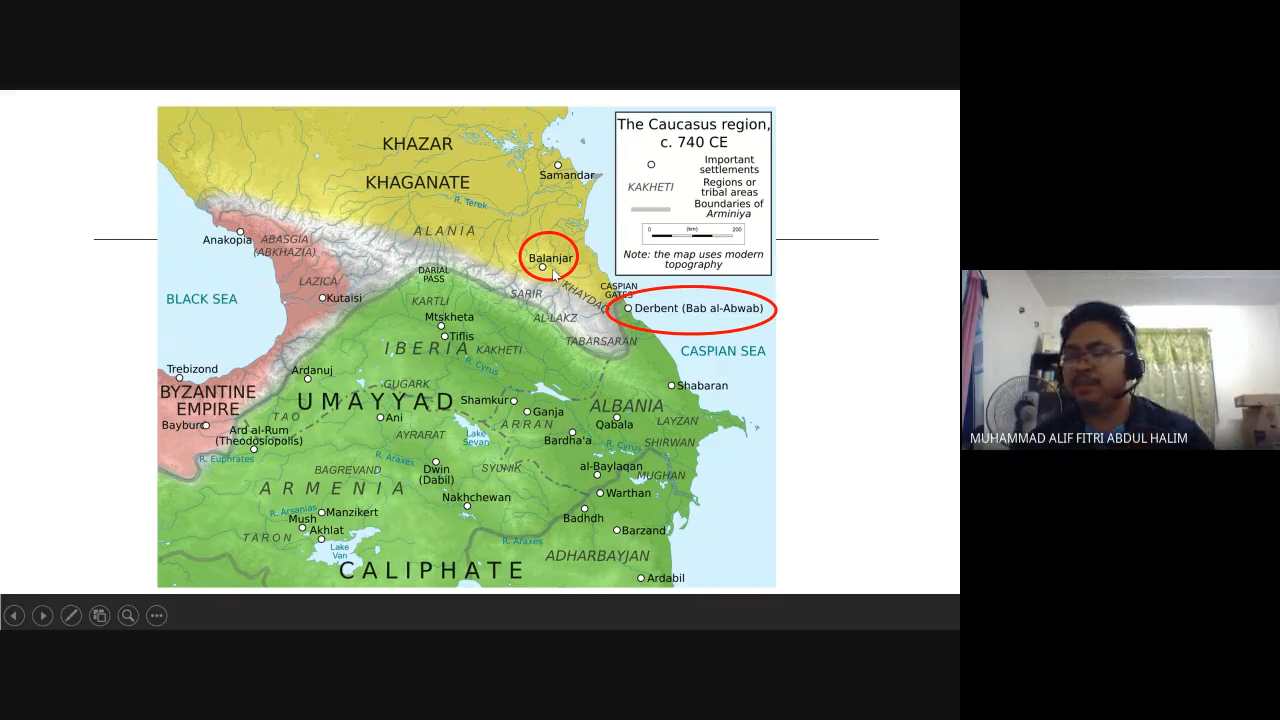 KHAZAR
KHAGANATE
Samandar
R. Terek
ALANIA
Anakopia
ABASGIA
(ABKHAZIA)
Balanjar
LAZICA
DARIAL
PASS
SARIR
KHAYDAQ
CASPIAN
GATES
BLACK SEA
Kutaisi
KARTLI
AL-LAKZ
Derbent (Bab al-Abwab)
Mtskheta
Tiflis
TABARSARAN
IBERIA
KAKHETI
CASPIAN SEA
R. Cyrus
Trebizond
Ardanuj
GUGARK
Shabaran
BYZANTINE
EMPIRE
UMAYYAD
Shamkur
ALBANIA
TAO
Ani
Ganja
Qabala
LAYZAN
Bayburd
ARRAN
Ard al-Rum
(Theodosiopolis)
AYRARAT
Lake
Sevan
Bardha'a
R. Cyrus
SHIRWAN
R. Euphrates
R. Araxes
BAGREVAND
Dwin
(Dabil)
SYUNIK
al-Baylaqan
MUGHAN
ARMENIA
Nakhchewan
Warthan
R. Arsanias
Manzikert
Mush
Badhdh
Akhlat
Barzand
TARON
R. Araxes
Lake
Van
ADHARBAYJAN
CALIPHATE
Ardabil
The Caucasus region,
c. 740 CE
Important
settlements
KAKHETI
Regions or
tribal areas
Boundaries of
Arminiya
0 (km) 200
Note: the map uses modern
topography
MUHAMMAD ALIF FITRI ABDUL HALIM